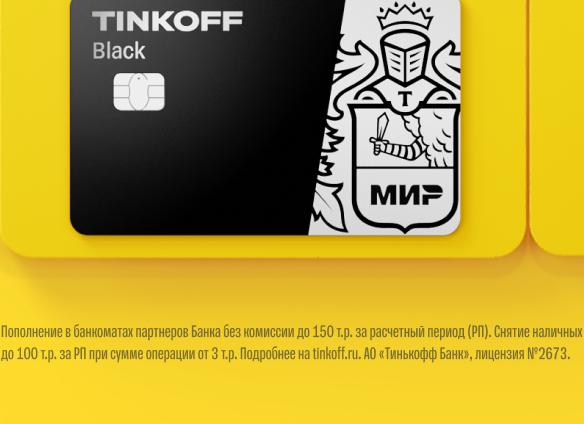 TINKOFF
Black
T
МИР
Пополнение в банкоматах партнеров Банка без комиссии до 150 т.р. за расчетный период (РП). Снятие наличных
до 100 т.р. за РП при сумме операции от 3 т.р. Подробнее на tinkoff.ru. АО «Тинькофф Банк», лицензия №2673.